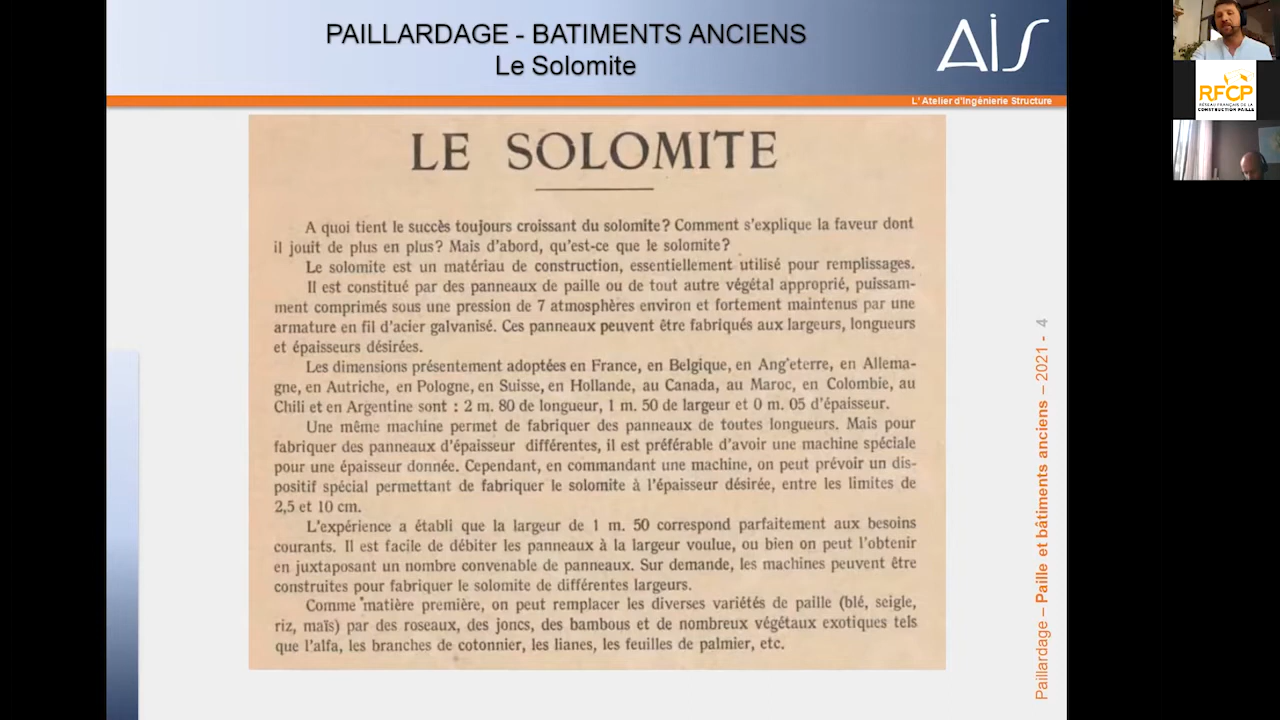 PAILLARDAGE - BATIMENTS ANCIENS
Le Solomite
AiS
L' Atelier d'Ingénierie Structure
RFCP
RÉSEAU FRANÇAIS DE LA
CONSTRUCTION PAILLE
LE SOLOMITE
A quoi tient le succès toujours croissant du solomite? Comment s'explique la faveur dont
il jouit de plus en plus? Mais d'abord, qu'est-ce que le solomite?
Le solomite est un matériau de construction, essentiellement utilisé pour remplissages.
Il est constitué par des panneaux de paille ou de tout autre végétal approprié, puissam-
ment comprimés sous une pression de 7 atmosphères environ et fortement maintenus par une
armature en fil d'acier galvanisé. Ces panneaux peuvent être fabriqués aux largeurs, longueurs
et épaisseurs désirées.
Les dimensions présentement adoptées en France, en Belgique, en Ang'eterre, en Allema-
gne, en Autriche, en Pologne, en Suisse, en Hollande, au Canada, au Maroc, en Colombie, au
Chili et en Argentine sont : 2 m. 80 de longueur, 1 m. 50 de largeur et 0 m. 05 d'épaisseur.
Une même machine permet de fabriquer des panneaux de toutes longueurs. Mais pour
fabriquer des panneaux d'épaisseur différentes, il est préférable d'avoir une machine spéciale
pour une épaisseur donnée. Cependant, en commandant une machine, on peut prévoir un dis-
positif spécial permettant de fabriquer le solomite à l'épaisseur désirée, entre les limites de
2,5 et 10 cm.
L'expérience a établi que la largeur de 1 m. 50 correspond parfaitement aux besoins
courants. Il est facile de débiter les panneaux à la largeur voulue, ou bien on peut l'obtenir
en juxtaposant un nombre convenable de panneaux. Sur demande, les machines peuvent être
construites pour fabriquer le solomite de différentes largeurs.
Comme matière première, on peut remplacer les diverses variétés de paille (blé, seigle,
riz, maïs) par des roseaux, des joncs, des bambous et de nombreux végétaux exotiques tels
que l'alfa, les branches de cotonnier, les lianes, les feuilles de palmier, etc.
Paillardage – Paille et bâtiments anciens – 2021 - 4